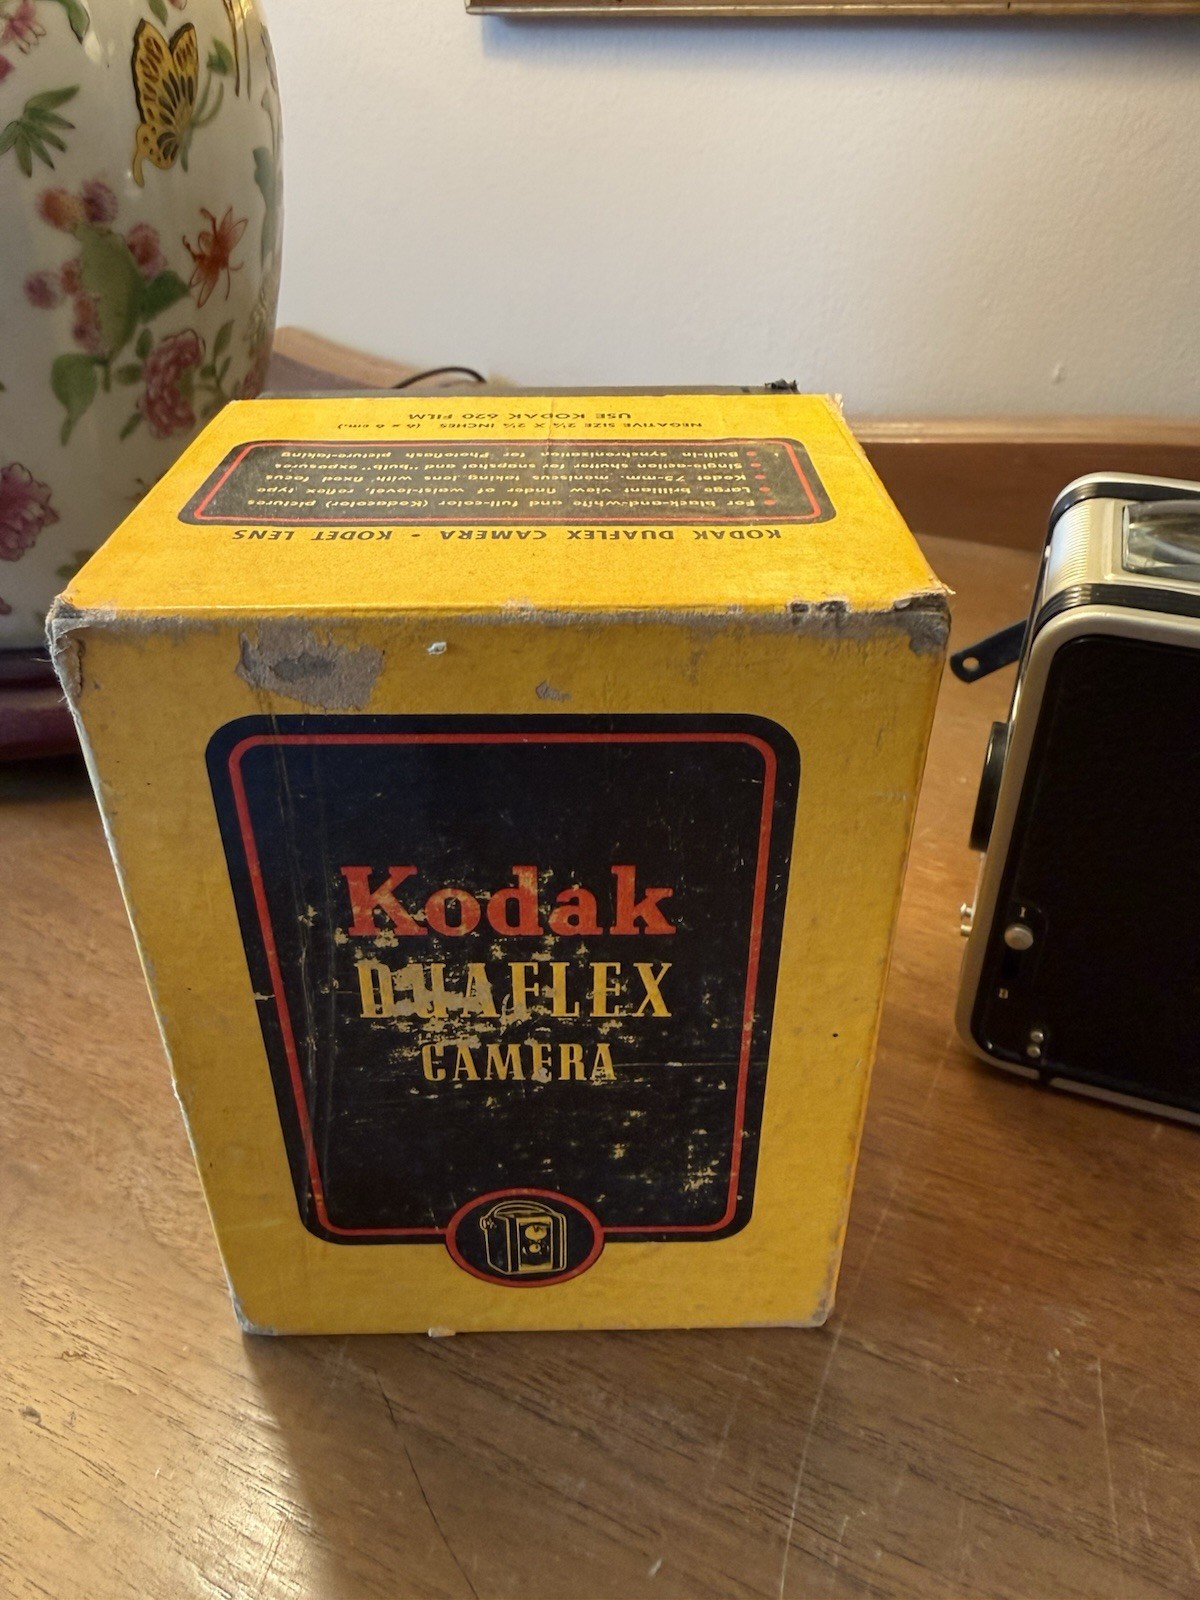 Kodak
DUAFLEX
CAMERA
KODAK DUAFLEX CAMERA • KODET LENS
• For black-and-white and full-color (Kodacolor) pictures
• Large brilliant view finder of waist-level, reflex type
• Kodet 75-mm. meniscus taking lens with fixed focus
• Single-action shutter for snapshot and "bulb" exposures
• Built-in synchronization for Photoflash picture-taking
NEGATIVE SIZE 2¼ X 2¼ INCHES (6 x 6 cm.)
USE KODAK 620 FILM
I
B